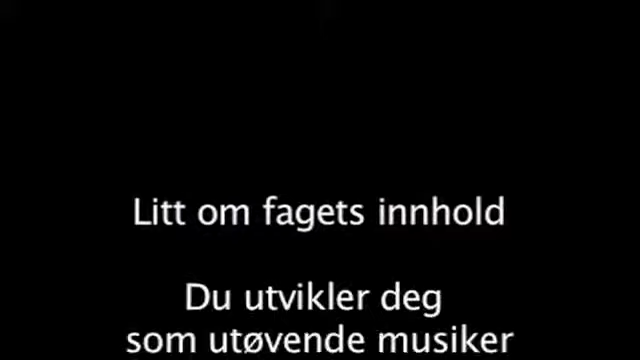 Litt om fagets innhold
Du utvikler deg
som utøvende musiker